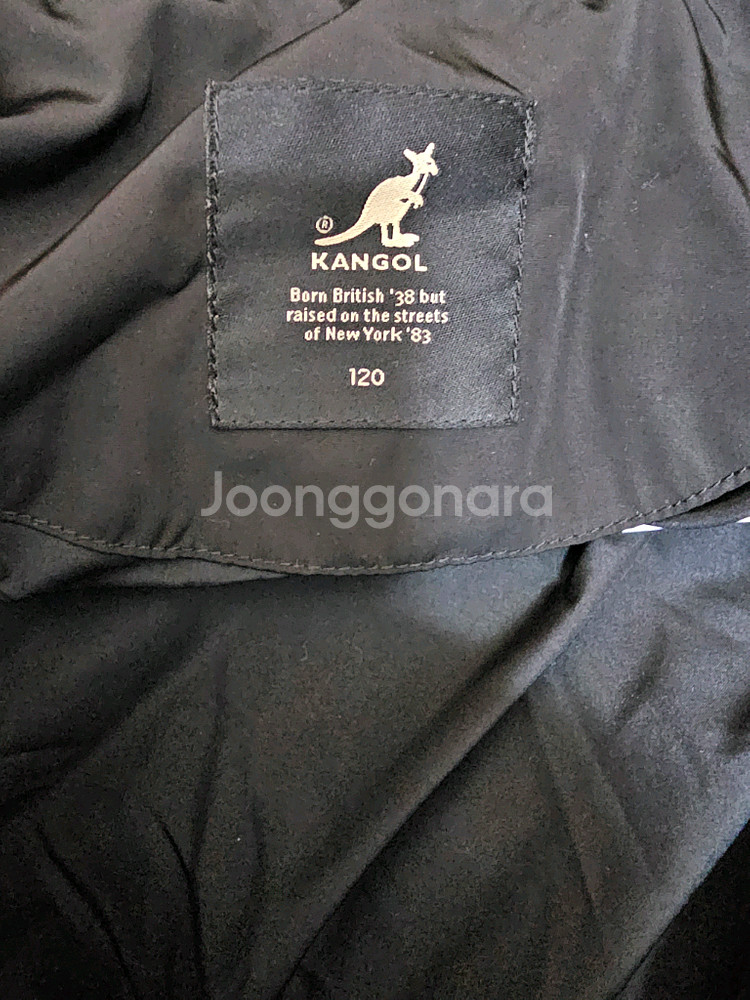 ®
KANGOL
Born British '38 but
raised on the streets
of New York '83
120
Joonggonara